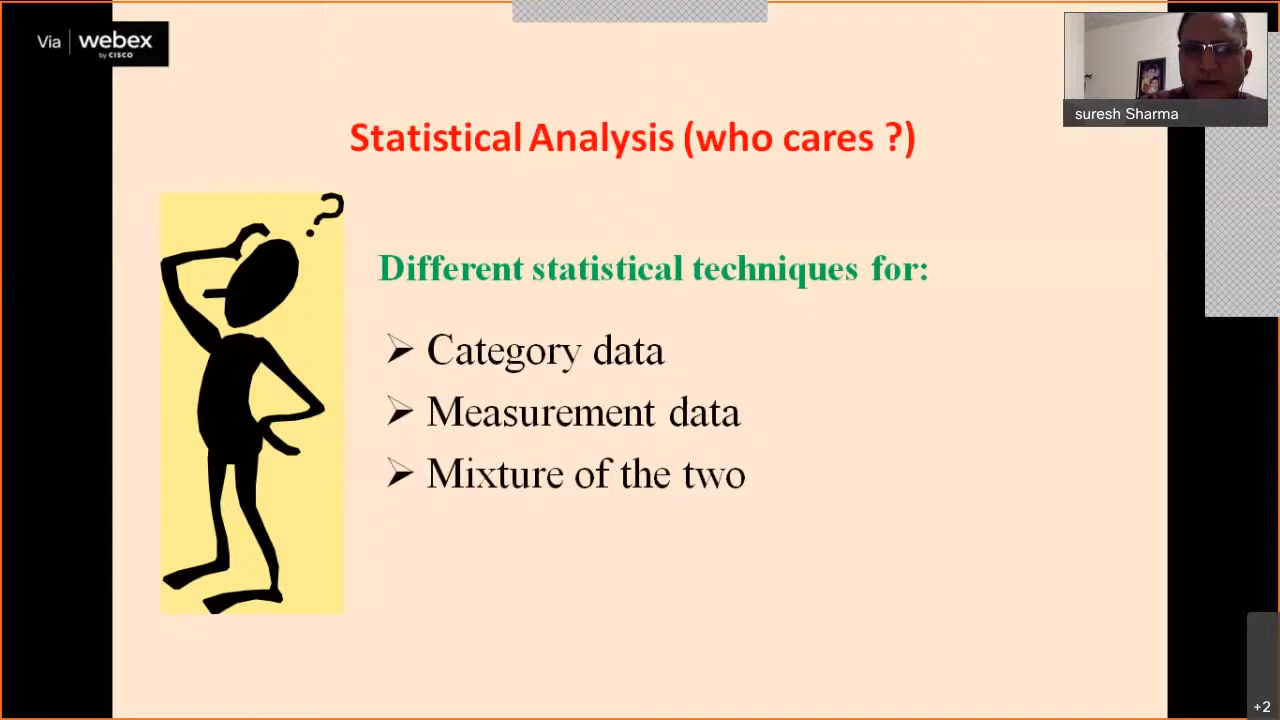 Via webex
by CISCO
suresh Sharma
Statistical Analysis (who cares ?)
?
Different statistical techniques for:
Category data
Measurement data
Mixture of the two
+2